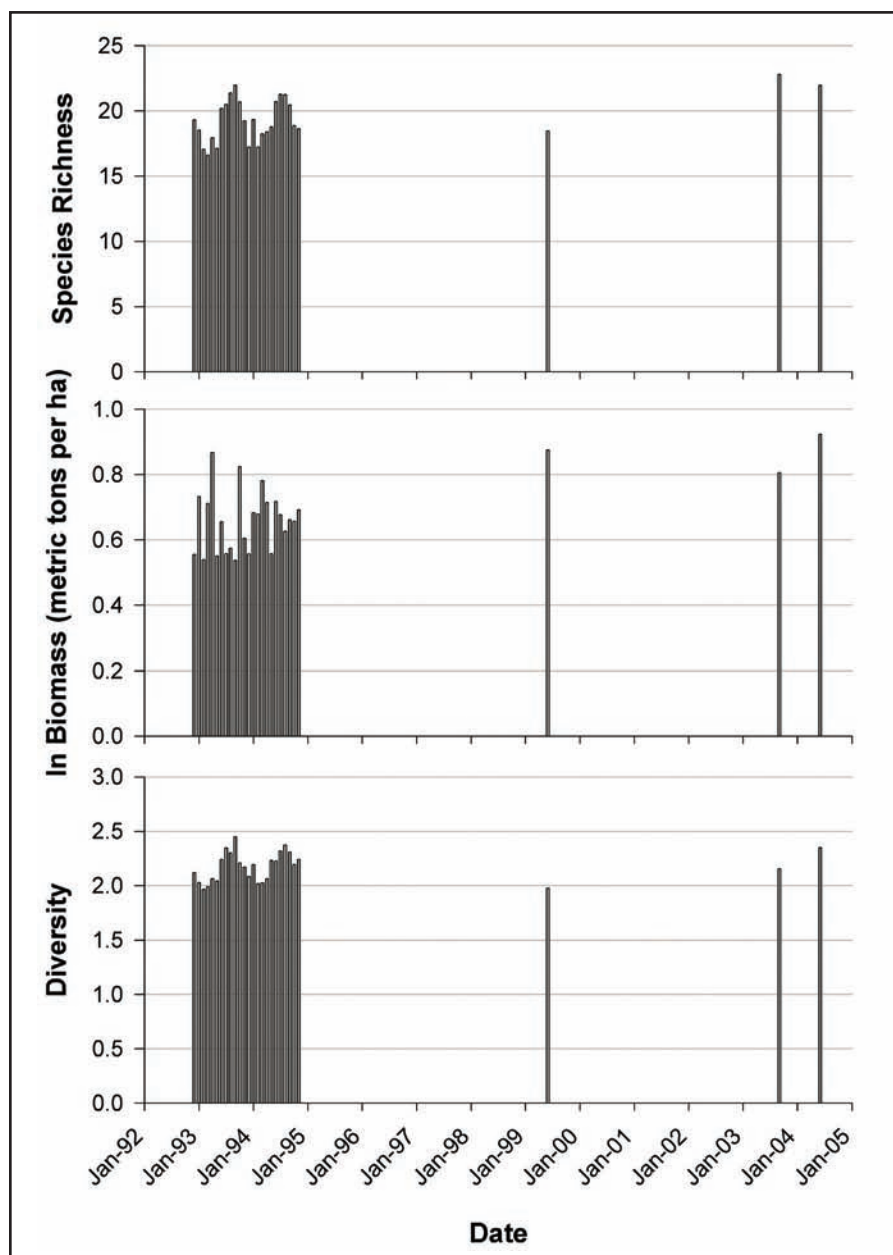 Species Richness
25
20
15
10
5
0
ln Biomass (metric tons per ha)
1.0
0.8
0.6
0.4
0.2
0.0
Diversity
3.0
2.5
2.0
1.5
1.0
0.5
0.0
Jan-92
Jan-93
Jan-94
Jan-95
Jan-96
Jan-97
Jan-98
Jan-99
Jan-00
Jan-01
Jan-02
Jan-03
Jan-04
Jan-05
Date